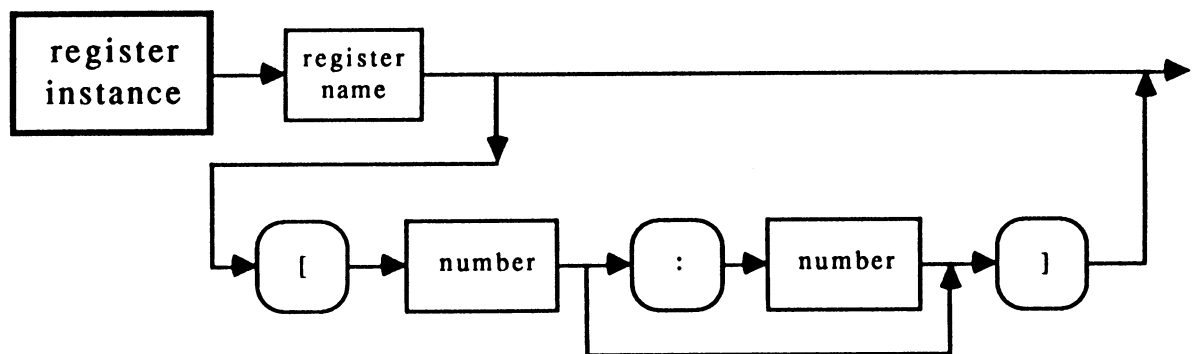 register
instance
register
name
[
number
:
number
]